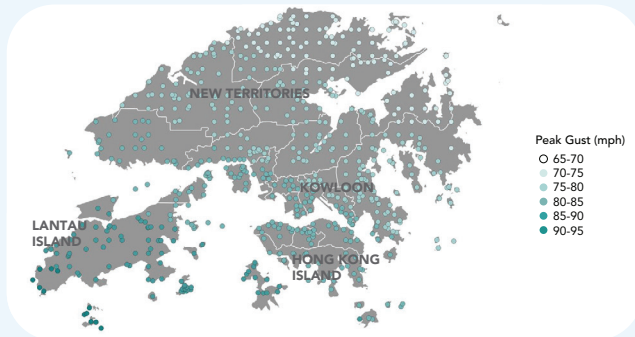 NEW TERRITORIES
KOWLOON
LANTAU
ISLAND
HONG KONG
ISLAND
Peak Gust (mph)
65-70
70-75
75-80
80-85
85-90
90-95